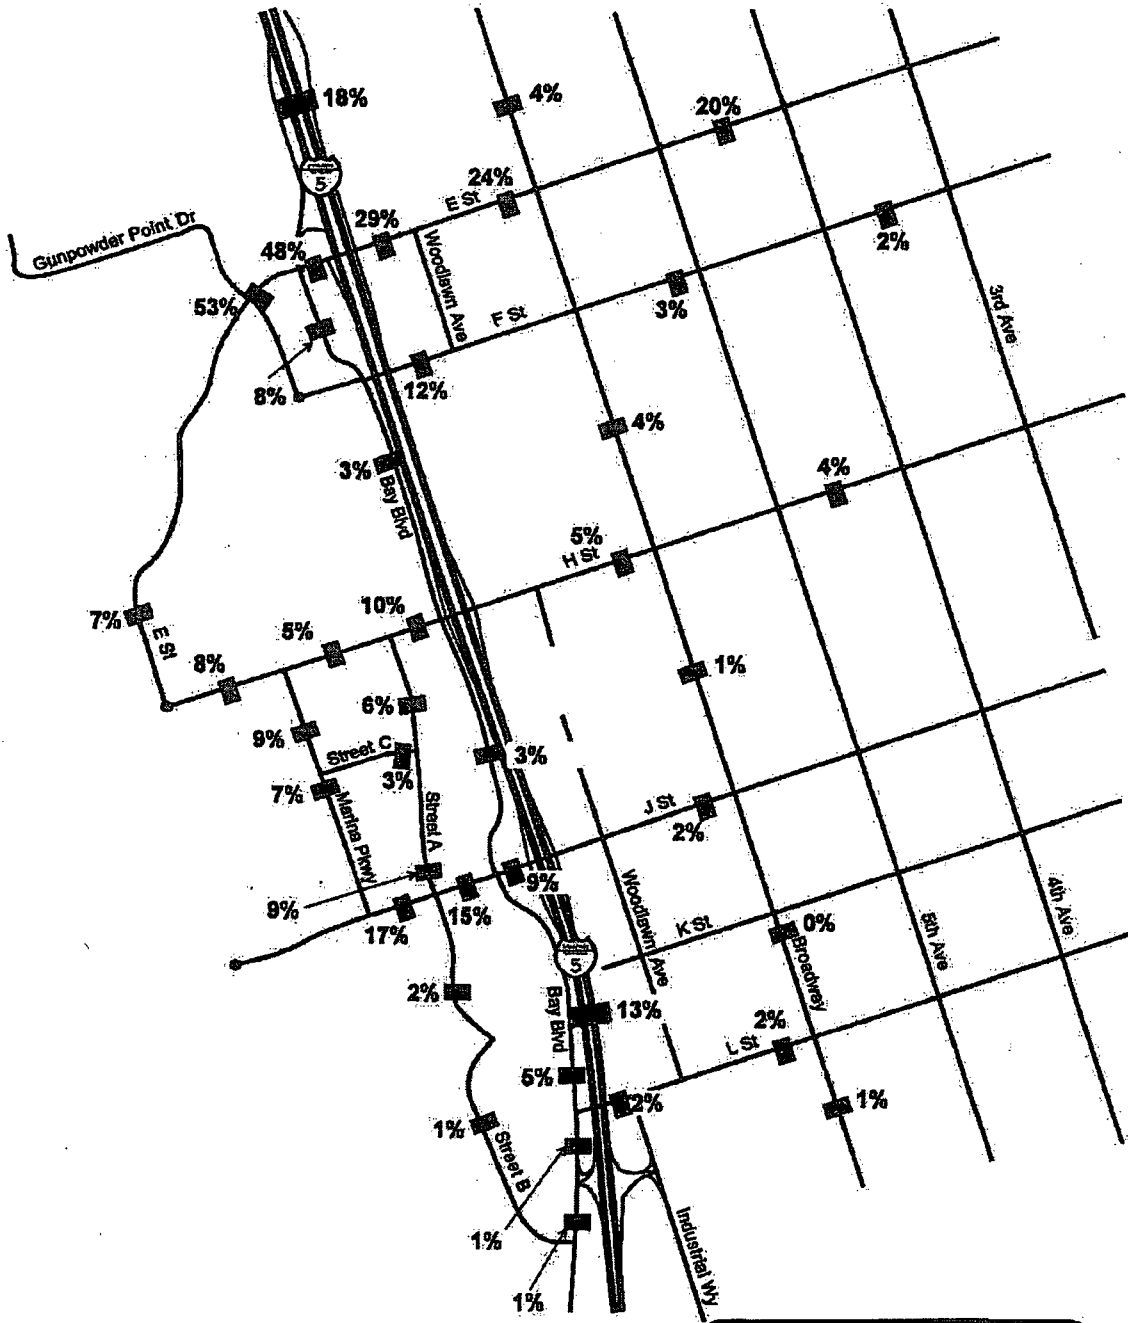 18%
4%
20%
5
24%
E St
Gunpowder Point Dr
29%
48%
Woodlawn Ave
2%
53%
F St
3%
3rd Ave
8%
12%
4%
3%
Bay Blvd
4%
5%
H St
10%
7%
E St
5%
8%
1%
6%
9%
Street C
3%
3%
7%
Marina Pkwy
Street A
J St
2%
9%
9%
15%
17%
Woodlawn Ave
K St
0%
Broadway
5th Ave
4th Ave
5
2%
Bay Blvd
13%
2%
L St
5%
2%
1%
1%
Street B
1%
Industrial Wy
1%